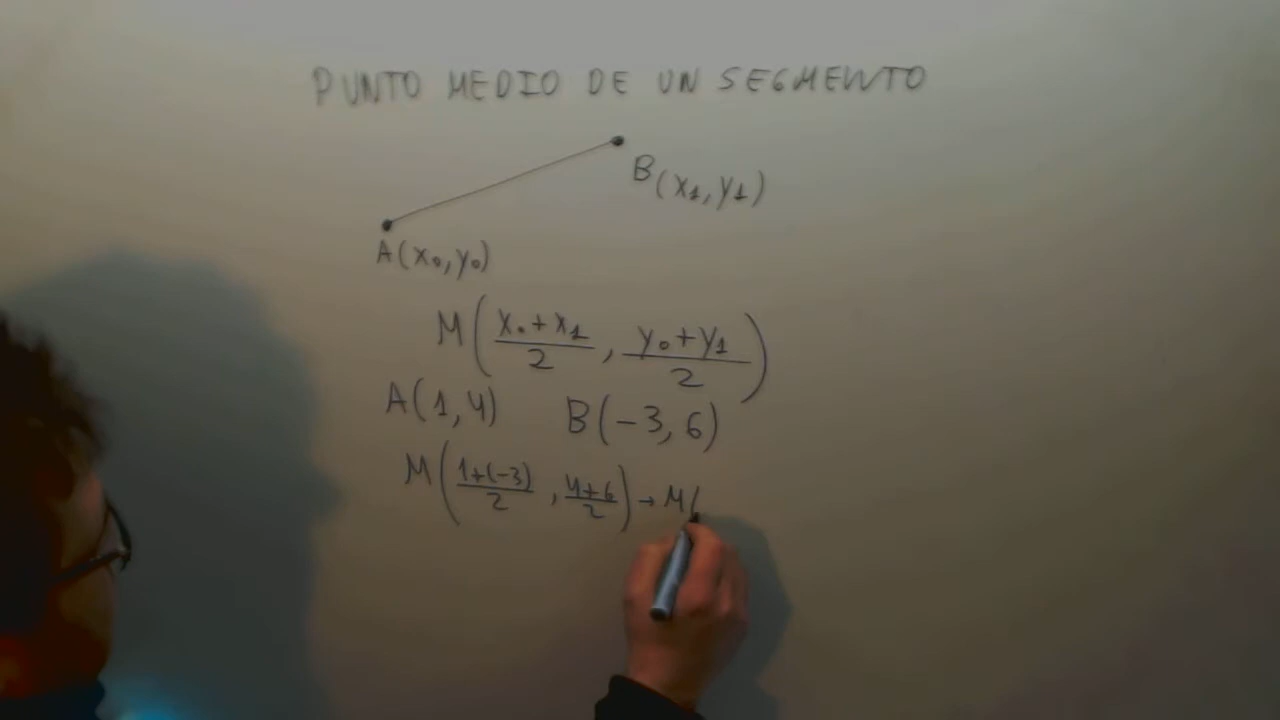 PUNTO MEDIO DE UN SEGMENTO
B(x₁,y₁)
A(x₀,y₀)
M(x₀+x₁/2, y₀+y₁/2)
A(1,4) B(-3,6)
M(1+(-3)/2, 4+6/2)→M(